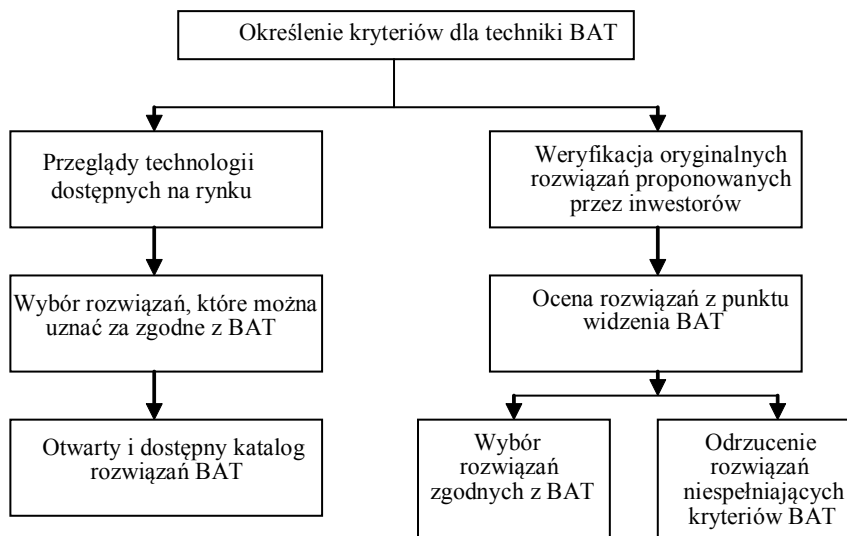 Określenie kryteriów dla techniki BAT
Przeglądy technologii
dostępnych na rynku
Weryfikacja oryginalnych
rozwiązań proponowanych
przez inwestorów
Wybór rozwiązań, które można
uznać za zgodne z BAT
Ocena rozwiązań z punktu
widzenia BAT
Otwarty i dostępny katalog
rozwiązań BAT
Wybór
rozwiązań
zgodnych z BAT
Odrzucenie
rozwiązań
niespełniających
kryteriów BAT